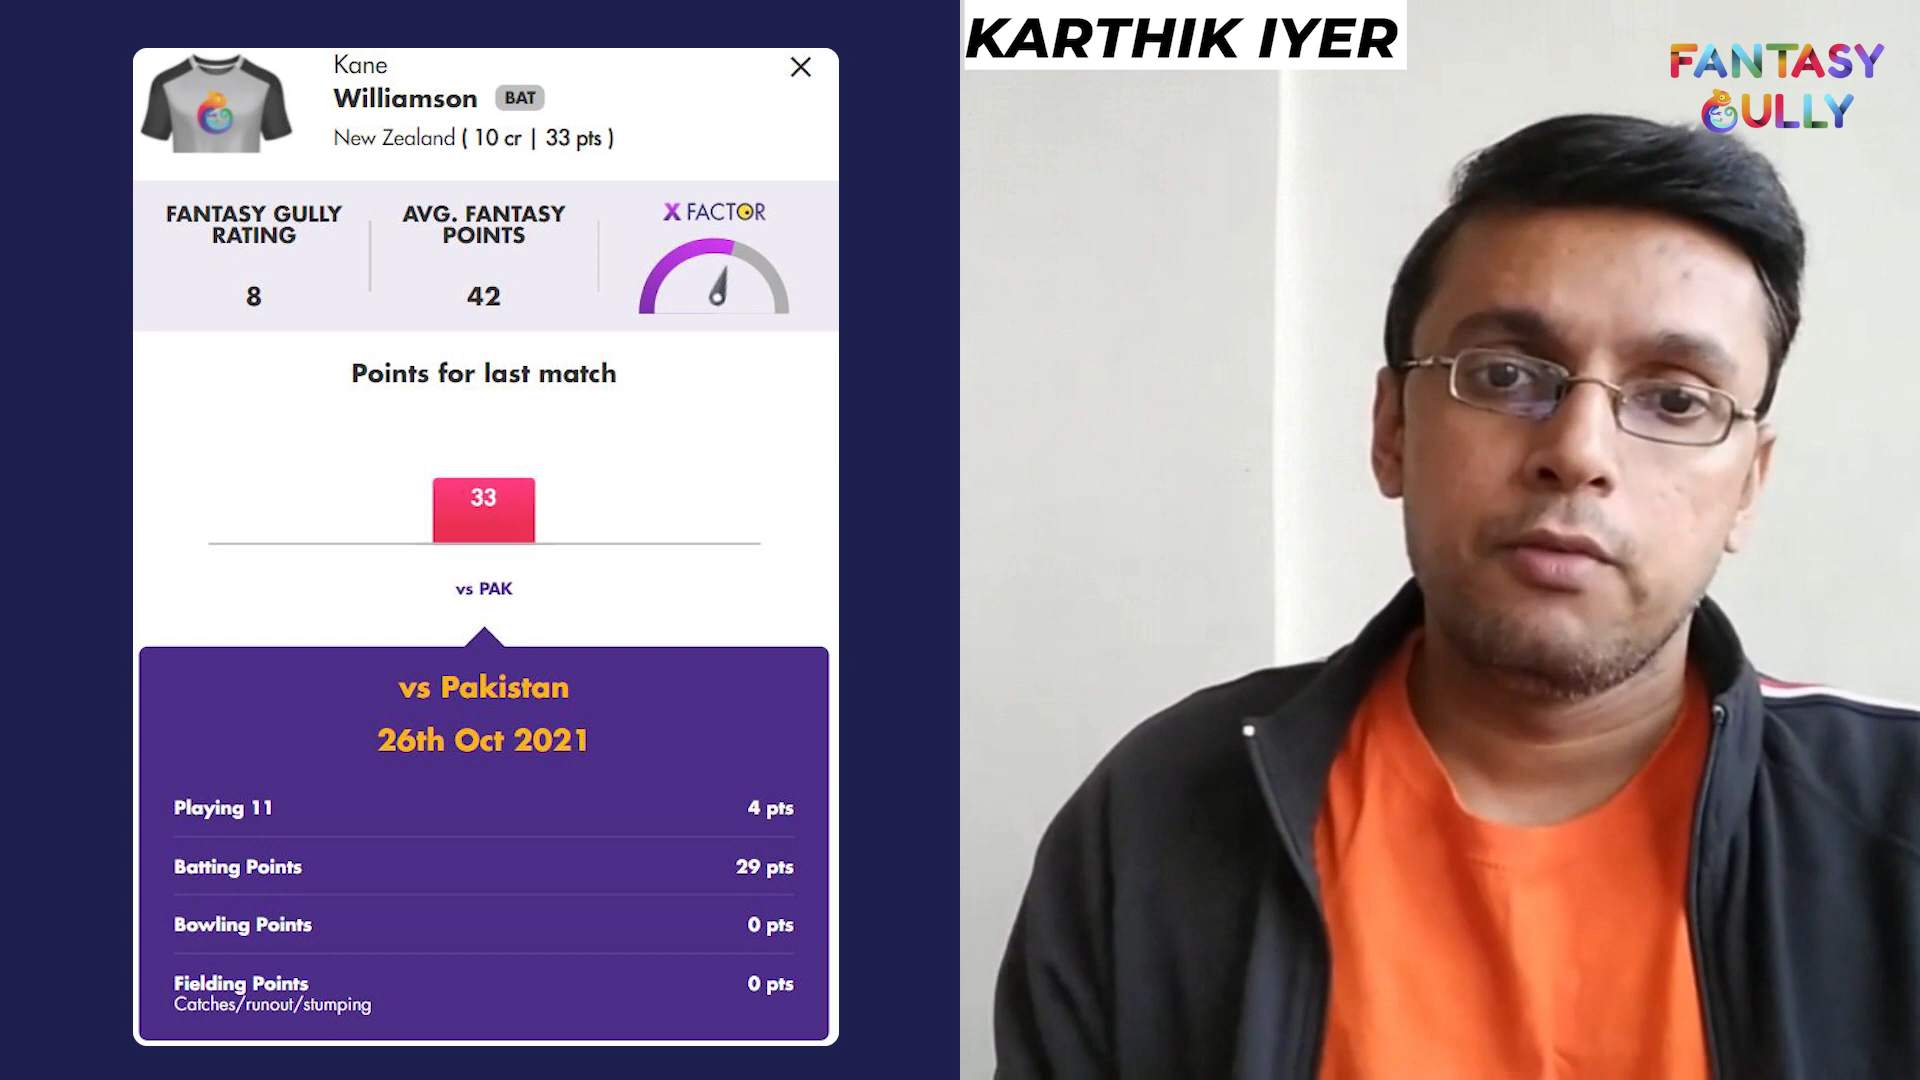 Kane
Williamson BAT
New Zealand ( 10 cr | 33 pts )
FANTASY GULLY
RATING
8
AVG. FANTASY
POINTS
42
X FACTOR
Points for last match
33
vs PAK
vs Pakistan
26th Oct 2021
Playing 11 4 pts
Batting Points 29 pts
Bowling Points 0 pts
Fielding Points 0 pts
Catches/runout/stumping
KARTHIK IYER
FANTASY
GULLY